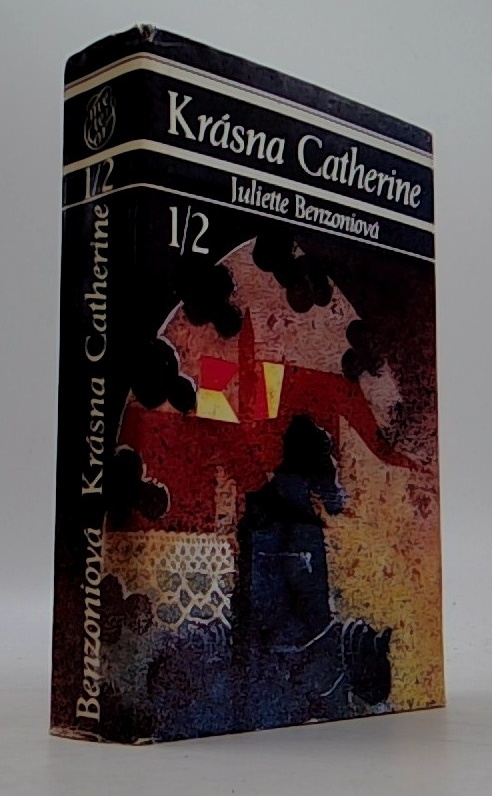 Krásna Catherine
Juliette Benzoniová
1/2
1/2
Benzoniová Krásna Catherine